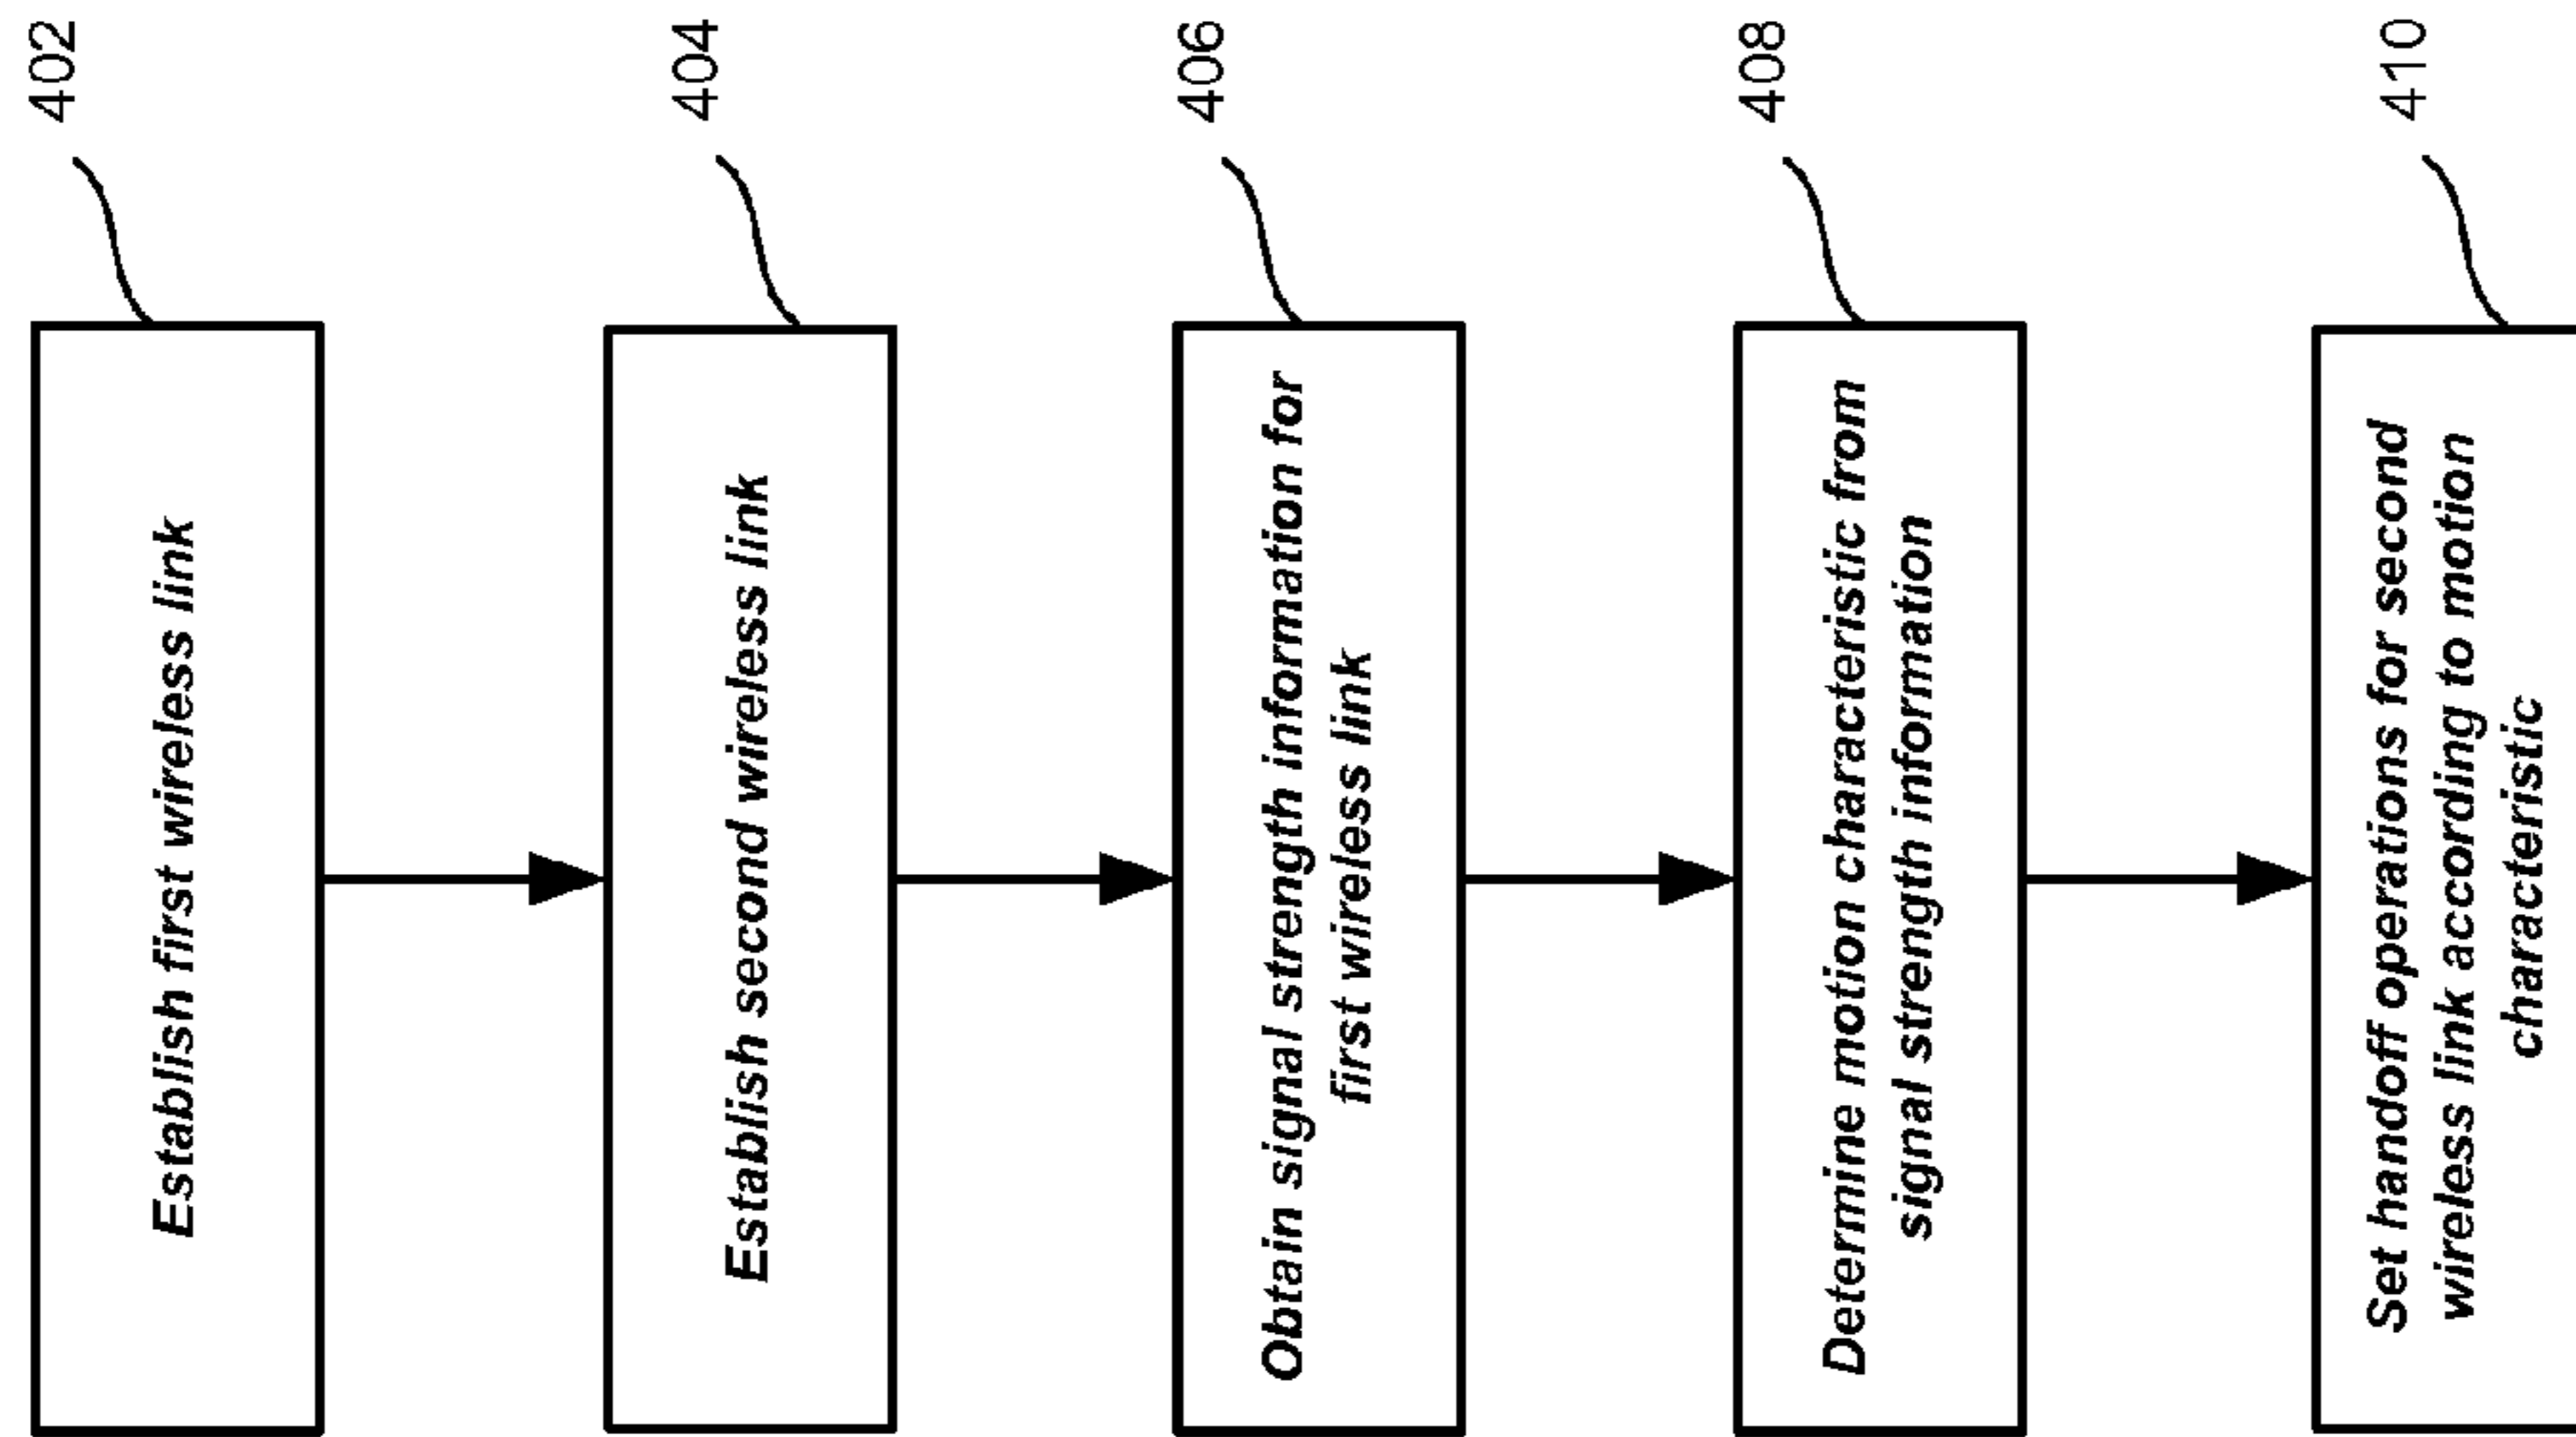 402
Establish first wireless link
404
Establish second wireless link
406
Obtain signal strength information for
first wireless link
408
Determine motion characteristic from
signal strength information
410
Set handoff operations for second
wireless link according to motion
characteristic